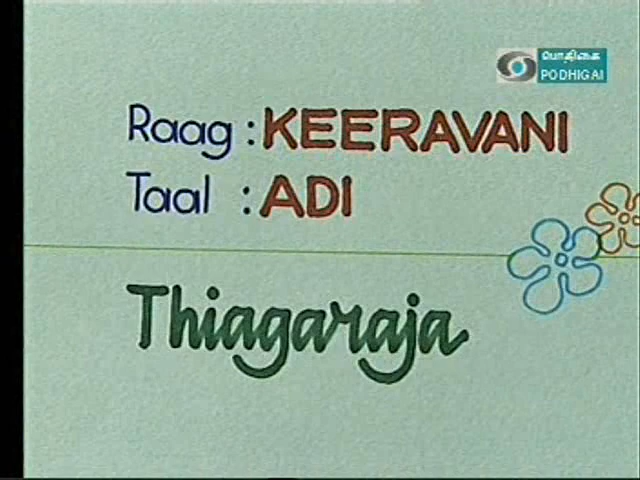 பொதிகை
PODHIGAI
Raag : KEERAVANI
Taal : ADI
Thiagaraja